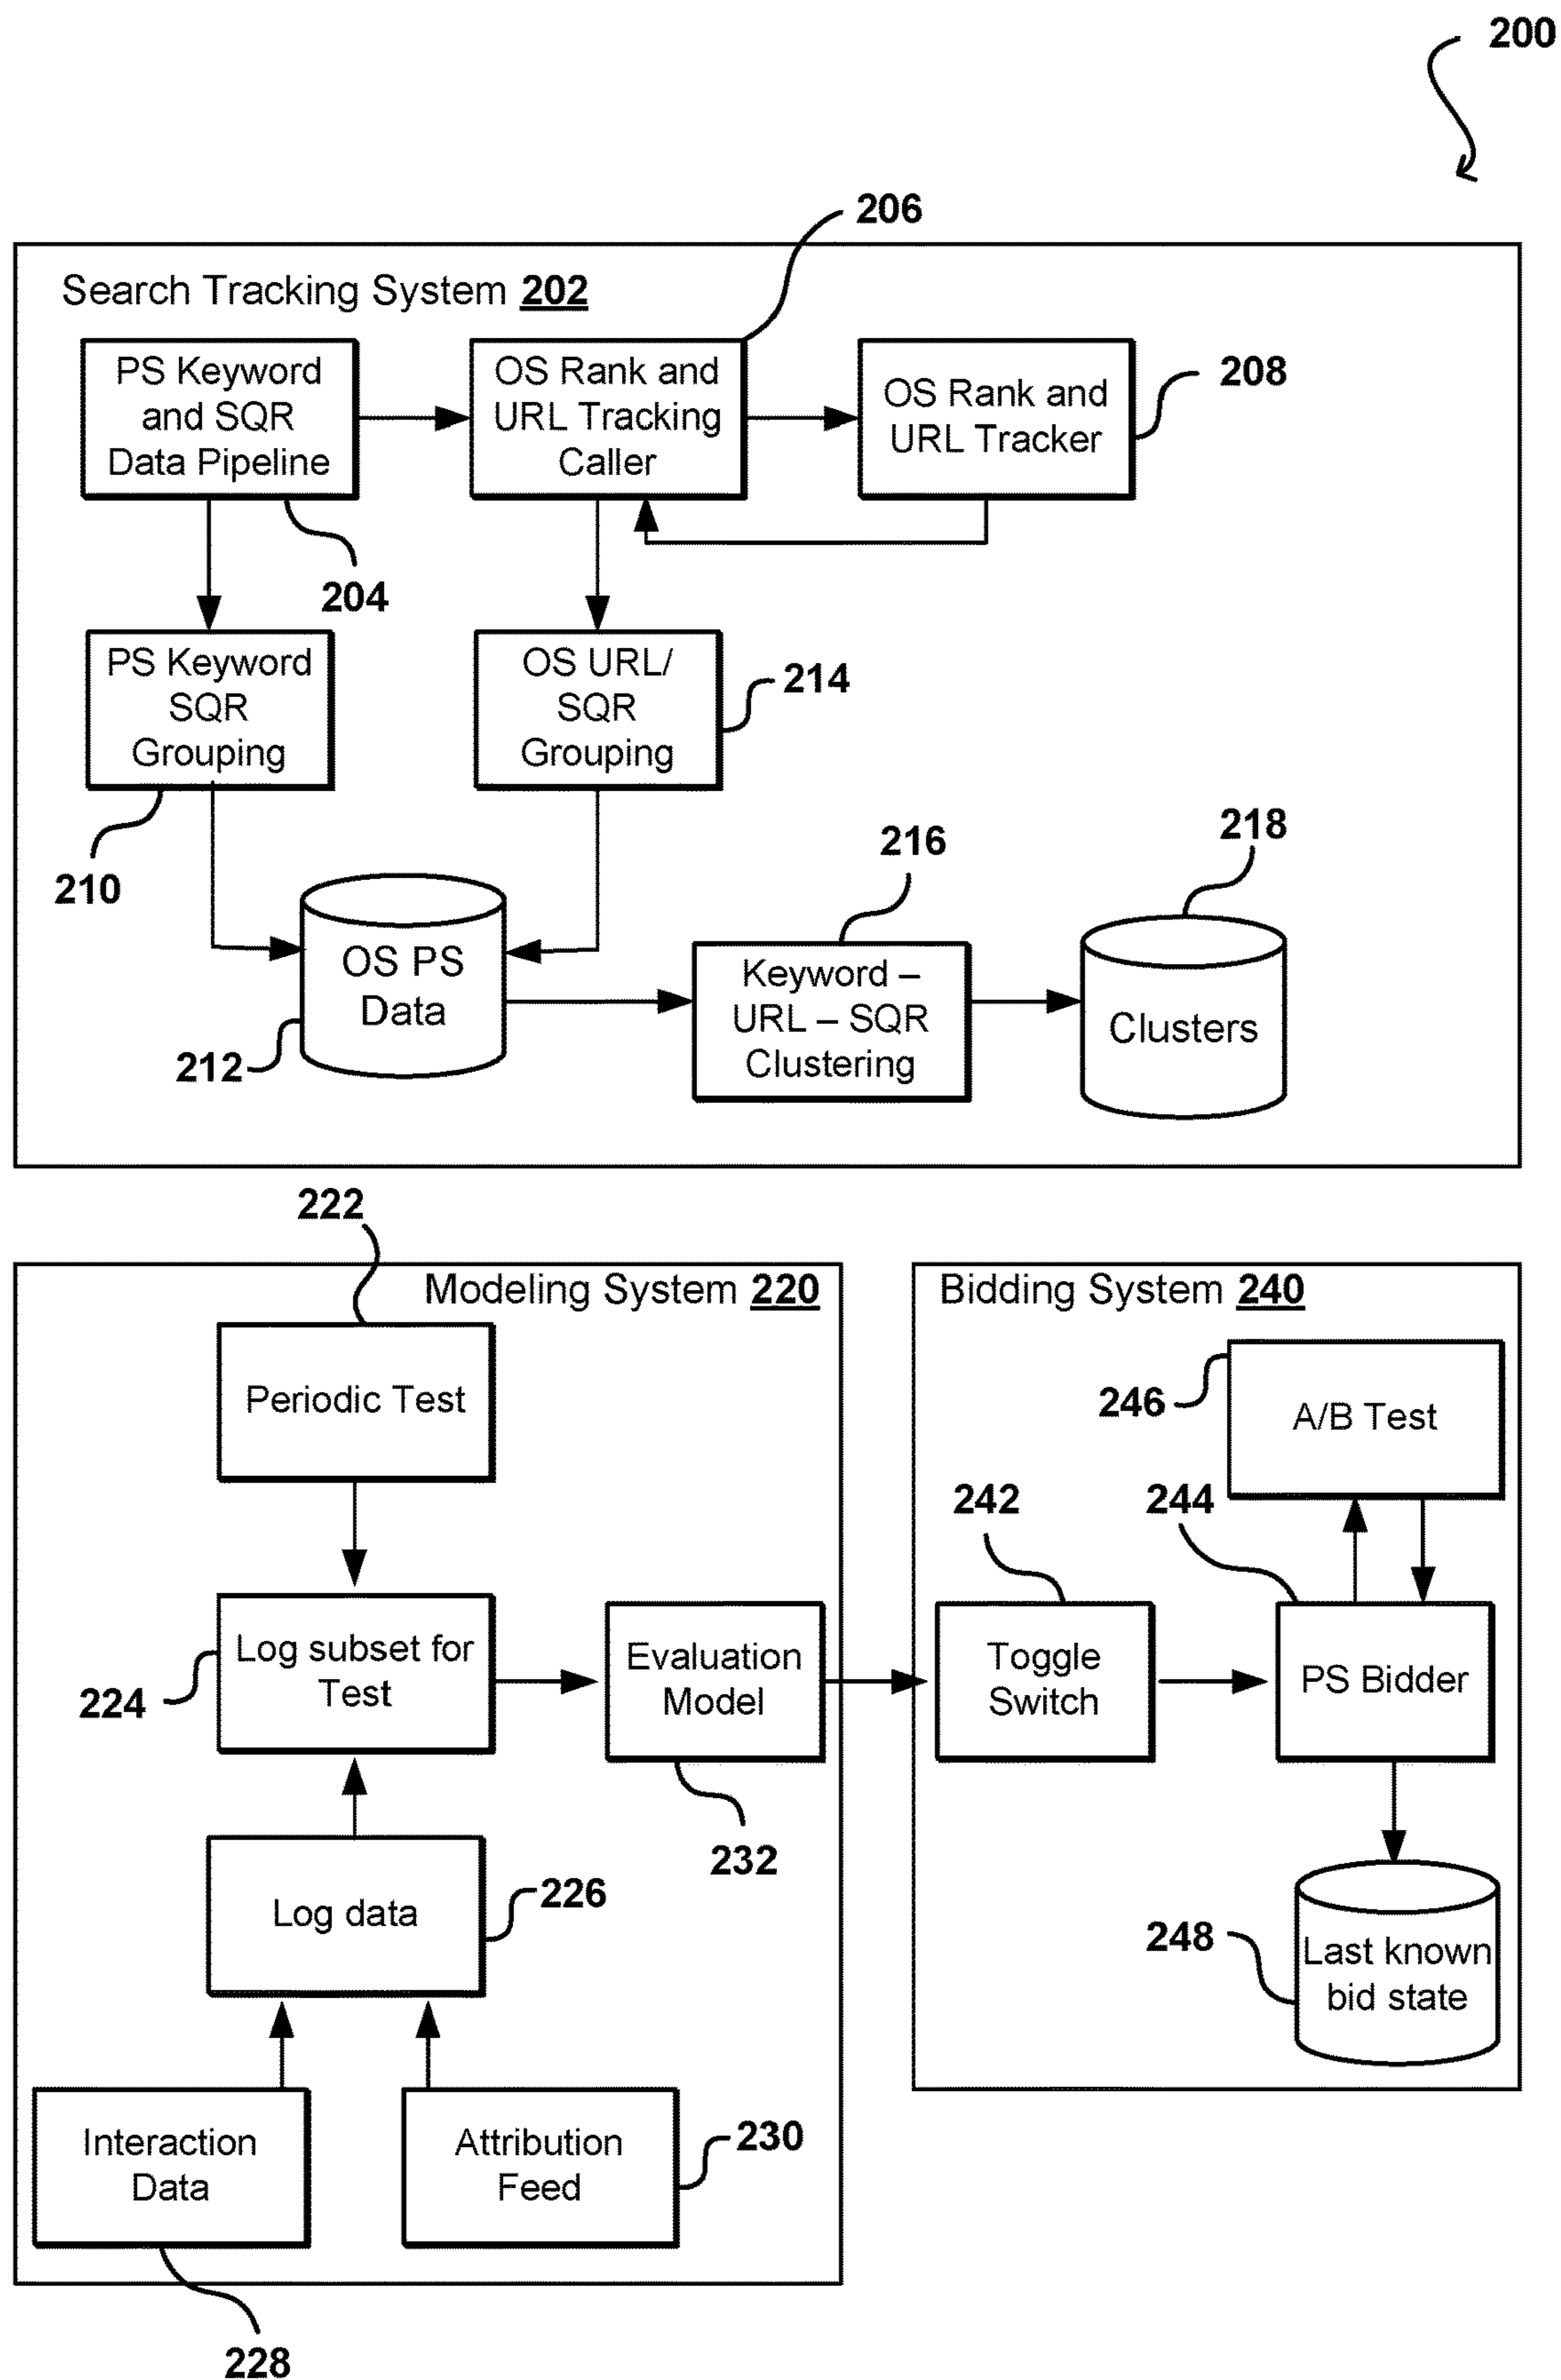 200
206
Search Tracking System 202
PS Keyword
and SQR
Data Pipeline
OS Rank and
URL Tracking
Caller
OS Rank and
URL Tracker
208
204
PS Keyword
SQR
Grouping
OS URL/
SQR
Grouping
214
210
216
218
OS PS
Data
212
Keyword –
URL – SQR
Clustering
Clusters
222
Modeling System 220
Periodic Test
Log subset for
Test
224
Evaluation
Model
232
Log data
226
Interaction
Data
Attribution
Feed
230
228
Bidding System 240
246
A/B Test
242
244
Toggle
Switch
PS Bidder
248
Last known
bid state